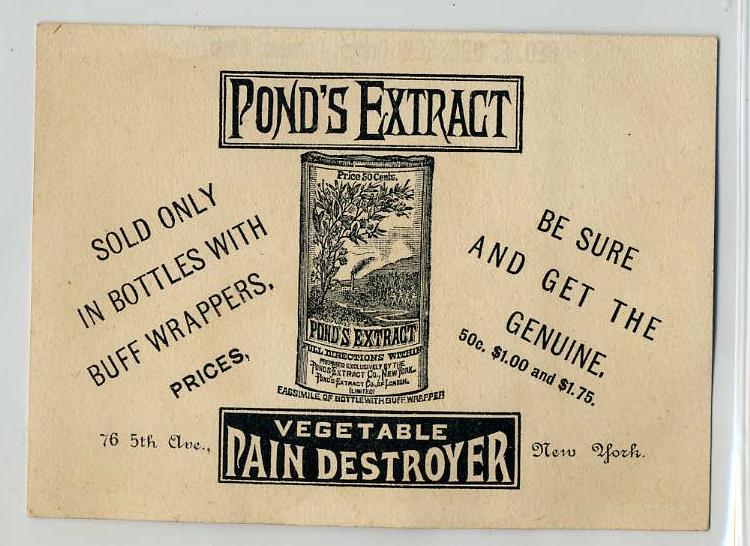 POND'S EXTRACT
SOLD ONLY
IN BOTTLES WITH
BUFF WRAPPERS.
PRICES,
Price 50 Cents.
POND'S EXTRACT
FULL DIRECTIONS WITHIN
PREPARED EXCLUSIVELY BY THE
POND'S EXTRACT CO., NEW YORK.
POND'S EXTRACT CO., OF LONDON.
(LIMITED)
FACSIMILE OF BOTTLE WITH BUFF WRAPPER
BE SURE
AND GET THE
GENUINE.
50c. $1.00 and $1.75.
76 5th Ave.,
VEGETABLE
PAIN DESTROYER
New York.